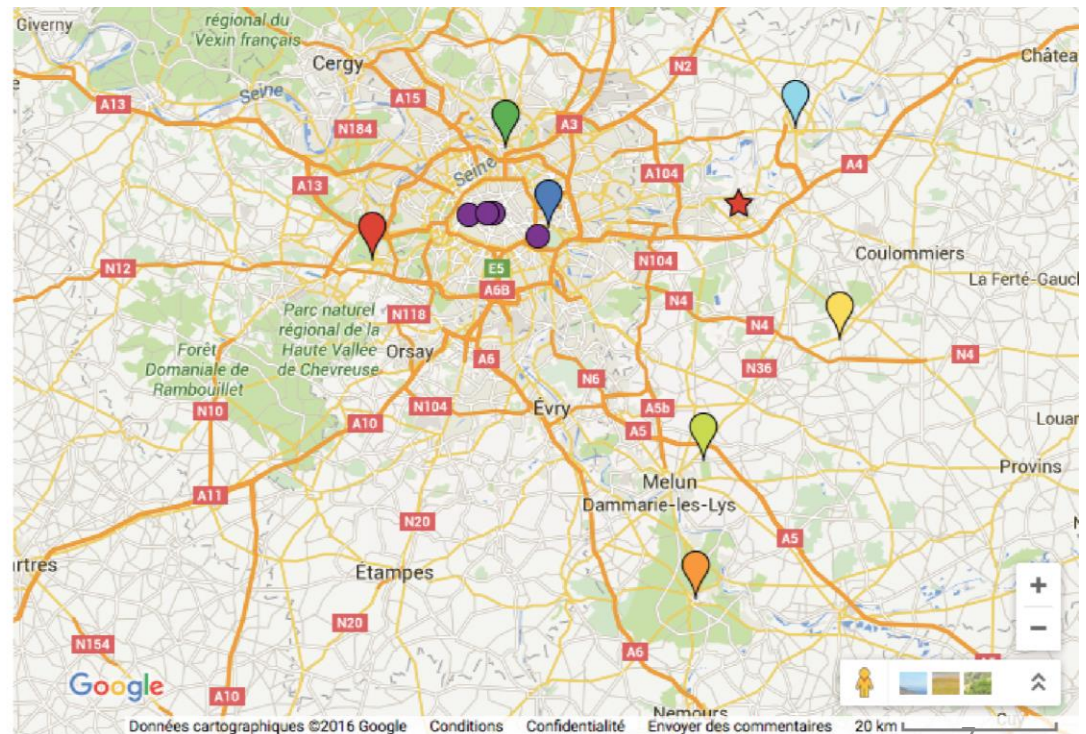 Giverny
régional du
Vexin français
Cergy
N2
Châtea
Seine
A15
A13
A3
N184
Seine
A104
A4
A13
Coulommiers
N12
E5
N104
La Ferté-Gauch
A6B
Parc naturel
régional de la
Haute Vallée
de Chevreuse
N118
N4
N4
N4
Forêt
Domaniale de
Rambouillet
Orsay
A6
N36
N6
N10
N104
Évry
A5b
A10
A5
Louan
Melun
Provins
Dammarie-les-Lys
A11
N20
A5
artres
Étampes
N20
N154
A6
Google
A10
Nemours
Données cartographiques ©2016 Google Conditions Confidentialité Envoyer des commentaires 20 km